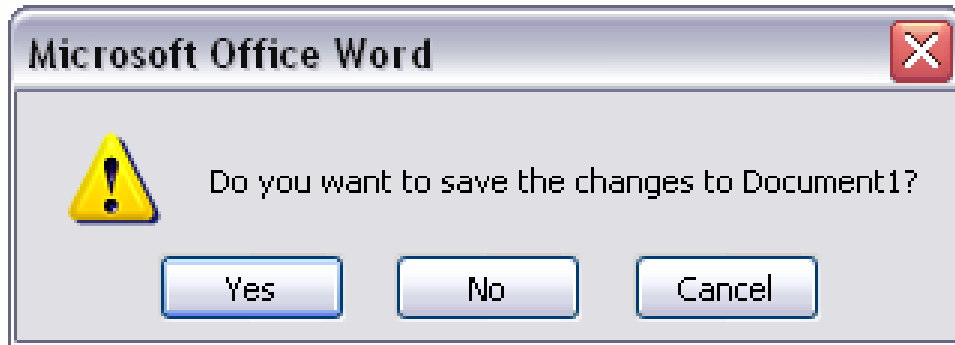 Microsoft Office Word
Do you want to save the changes to Document1?
Yes No Cancel